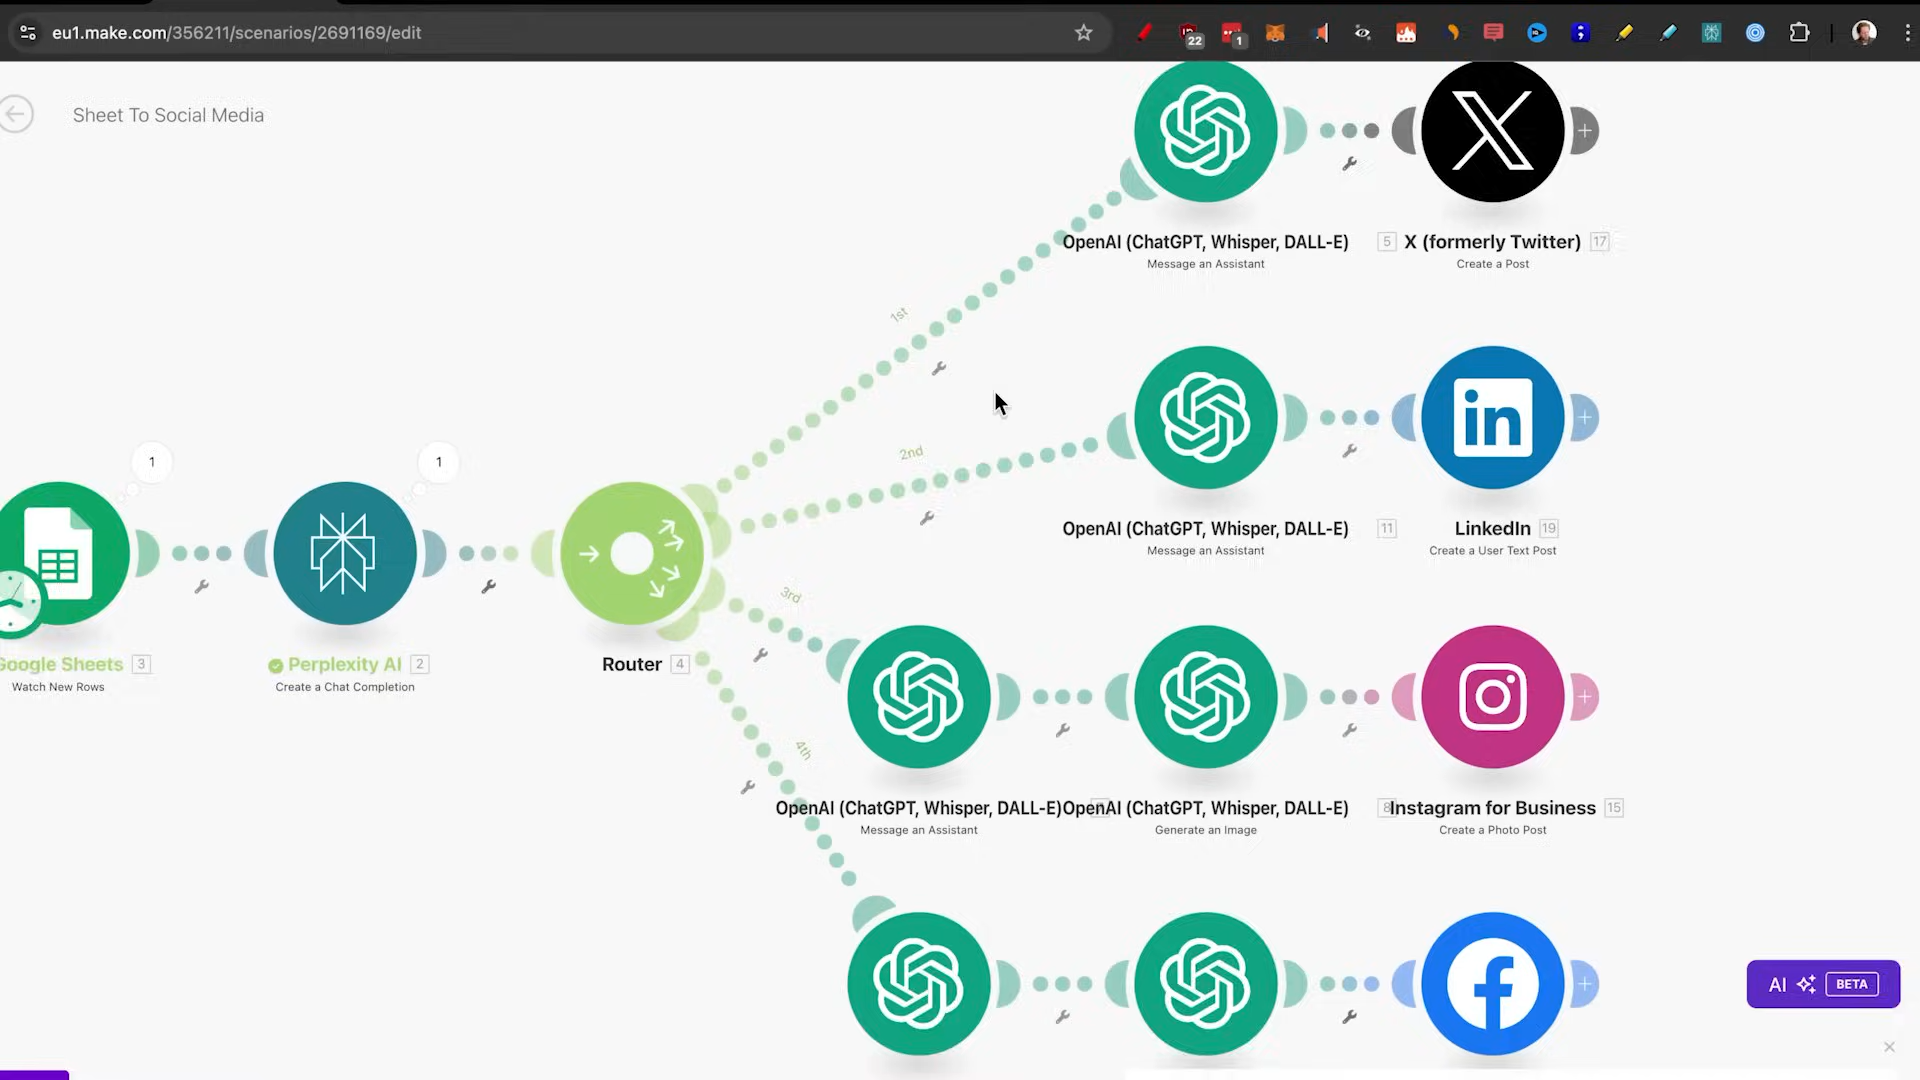 eu1.make.com/356211/scenarios/2691169/edit
22
1
Sheet To Social Media
OpenAI (ChatGPT, Whisper, DALL-E) 5
Message an Assistant
X (formerly Twitter) 17
Create a Post
1st
2nd
OpenAI (ChatGPT, Whisper, DALL-E) 11
Message an Assistant
in
LinkedIn 19
Create a User Text Post
1
1
Google Sheets 3
Watch New Rows
Perplexity AI 2
Create a Chat Completion
Router 4
3rd
4th
OpenAI (ChatGPT, Whisper, DALL-E)
Message an Assistant
OpenAI (ChatGPT, Whisper, DALL-E) 8
Generate an Image
Instagram for Business 15
Create a Photo Post
AI BETA